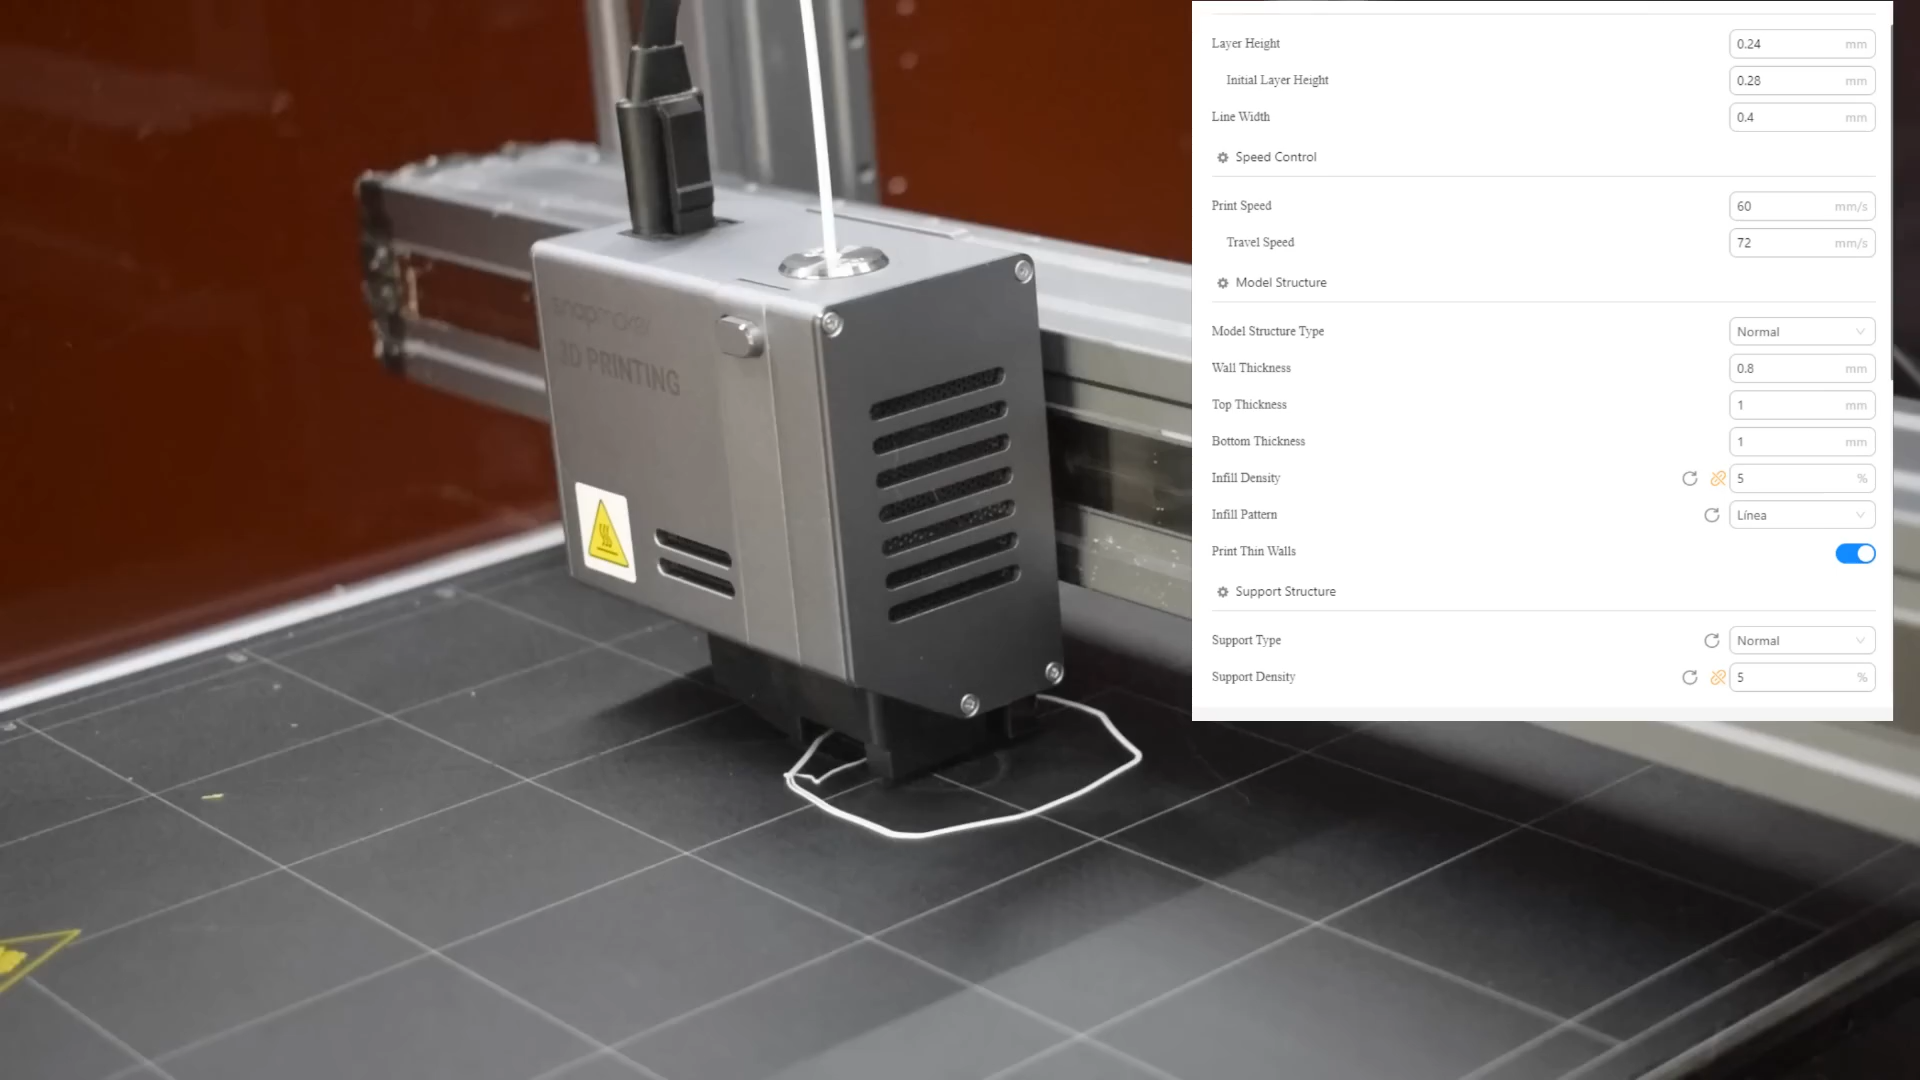 snapmaker
3D PRINTING
Layer Height 0.24 mm
Initial Layer Height 0.28 mm
Line Width 0.4 mm
Speed Control
Print Speed 60 mm/s
Travel Speed 72 mm/s
Model Structure
Model Structure Type Normal
Wall Thickness 0.8 mm
Top Thickness 1 mm
Bottom Thickness 1 mm
Infill Density 5 %
Infill Pattern Línea
Print Thin Walls
Support Structure
Support Type Normal
Support Density 5 %